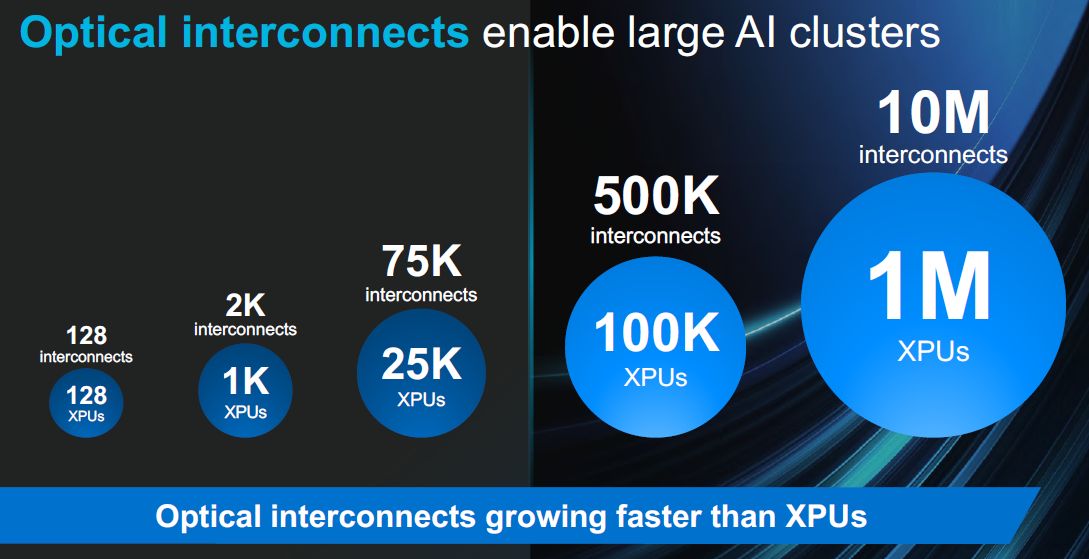 Optical interconnects enable large AI clusters
128
interconnects
128
XPUs
2K
interconnects
1K
XPUs
75K
interconnects
25K
XPUs
500K
interconnects
100K
XPUs
10M
interconnects
1M
XPUs
Optical interconnects growing faster than XPUs